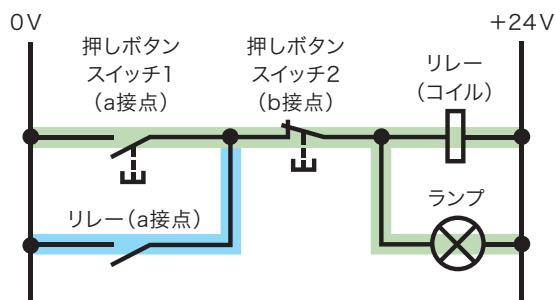 0V
+24V
押しボタン
スイッチ1
（a接点）
押しボタン
スイッチ2
（b接点）
リレー
（コイル）
リレー（a接点）
ランプ